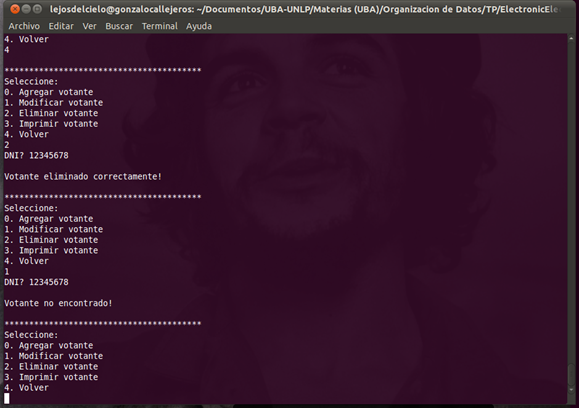 lejosdelcielo@gonzalocallejeros: ~/Documentos/UBA-UNLP/Materias (UBA)/Organizacion de Datos/TP/ElectronicEle
Archivo Editar Ver Buscar Terminal Ayuda
4. Volver
4
****************************************
Seleccione:
0. Agregar votante
1. Modificar votante
2. Eliminar votante
3. Imprimir votante
4. Volver
2
DNI? 12345678
Votante eliminado correctamente!
****************************************
Seleccione:
0. Agregar votante
1. Modificar votante
2. Eliminar votante
3. Imprimir votante
4. Volver
1
DNI? 12345678
Votante no encontrado!
****************************************
Seleccione:
0. Agregar votante
1. Modificar votante
2. Eliminar votante
3. Imprimir votante
4. Volver